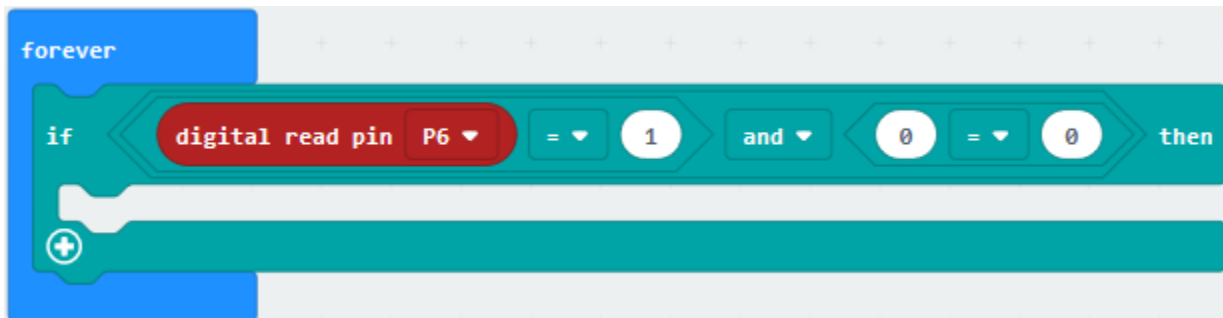 forever
if digital read pin P6 = 1 and 0 = 0 then